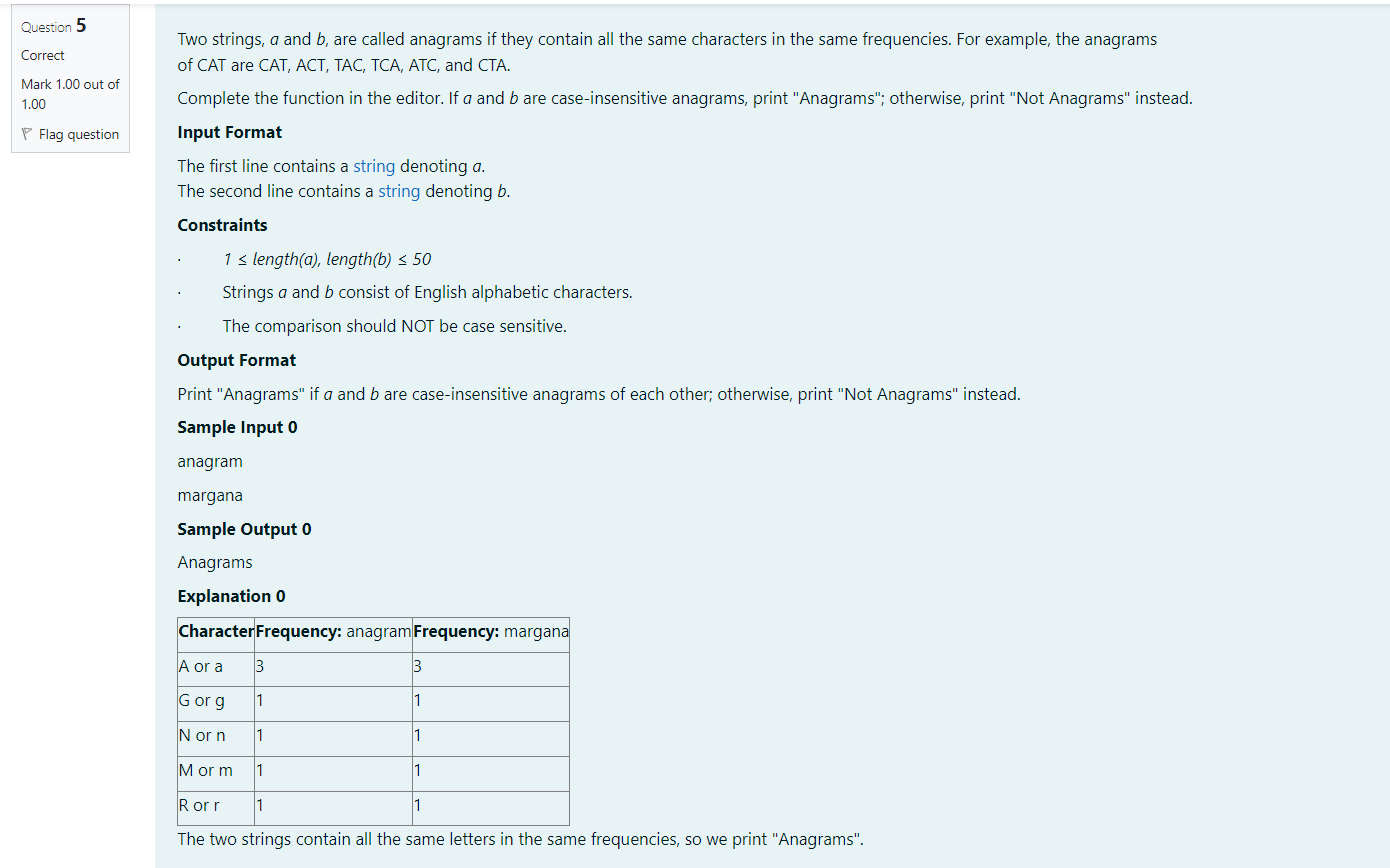 Question 5
Correct
Mark 1.00 out of
1.00
Flag question
Two strings, a and b, are called anagrams if they contain all the same characters in the same frequencies. For example, the anagrams
of CAT are CAT, ACT, TAC, TCA, ATC, and CTA.
Complete the function in the editor. If a and b are case-insensitive anagrams, print "Anagrams"; otherwise, print "Not Anagrams" instead.
Input Format
The first line contains a string denoting a.
The second line contains a string denoting b.
Constraints
· 1 ≤ length(a), length(b) ≤ 50
· Strings a and b consist of English alphabetic characters.
· The comparison should NOT be case sensitive.
Output Format
Print "Anagrams" if a and b are case-insensitive anagrams of each other; otherwise, print "Not Anagrams" instead.
Sample Input 0
anagram
margana
Sample Output 0
Anagrams
Explanation 0
Character Frequency: anagram Frequency: margana
A or a 3 3
G or g 1 1
N or n 1 1
M or m 1 1
R or r 1 1
The two strings contain all the same letters in the same frequencies, so we print "Anagrams".